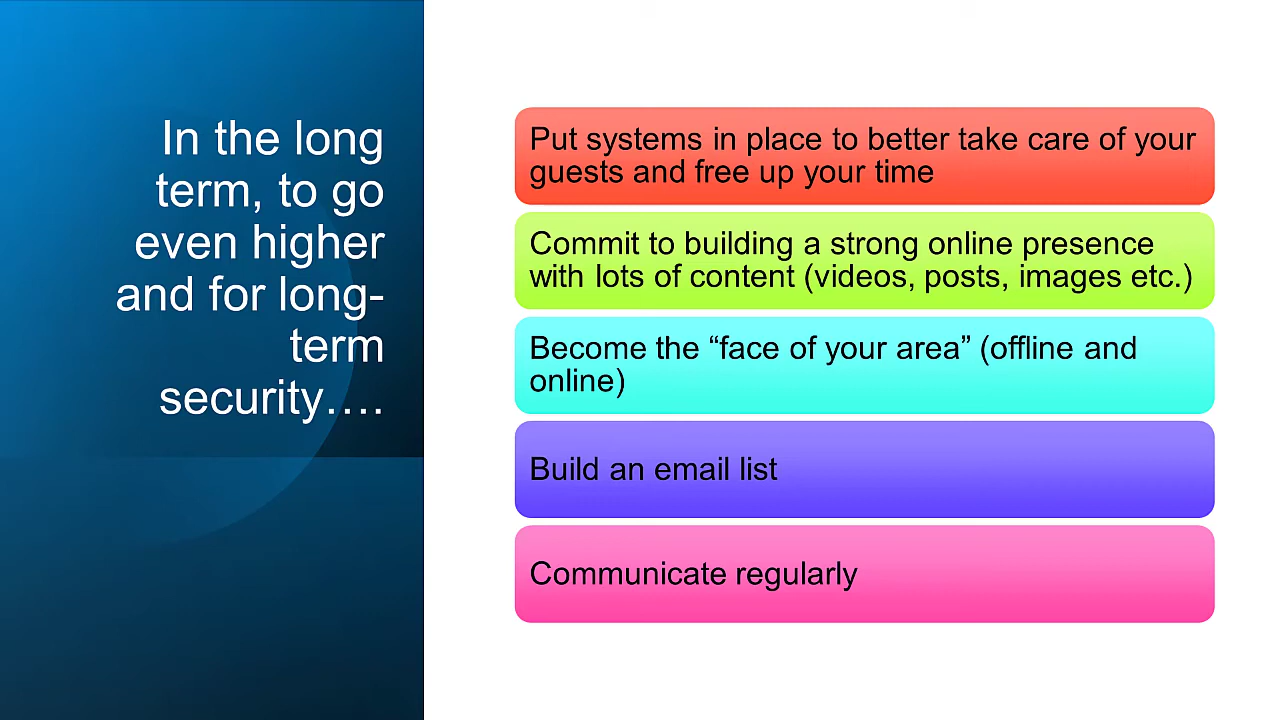 In the long
term, to go
even higher
and for long-
term
security….
Put systems in place to better take care of your
guests and free up your time
Commit to building a strong online presence
with lots of content (videos, posts, images etc.)
Become the “face of your area” (offline and
online)
Build an email list
Communicate regularly